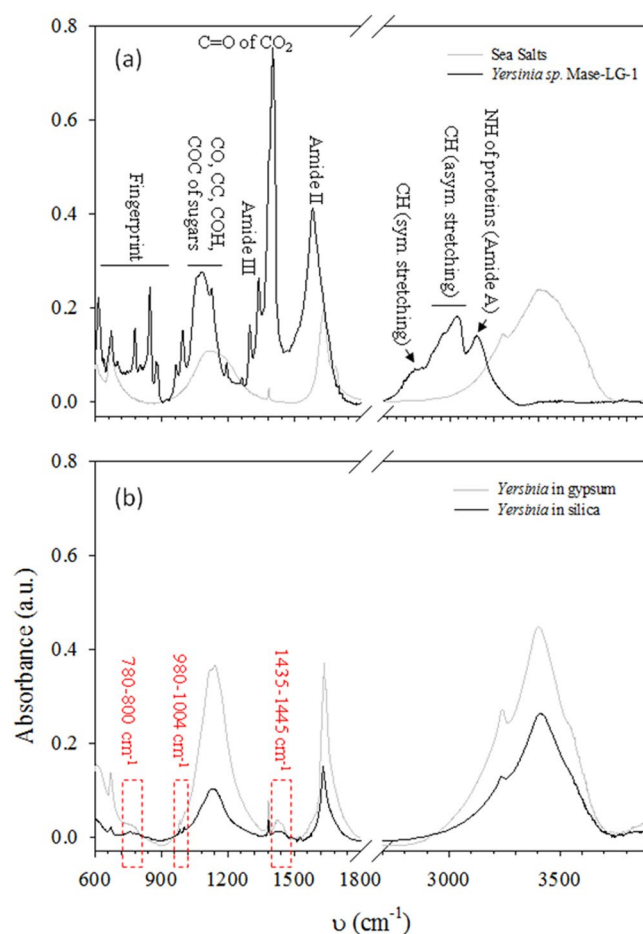 0.8
0.6
0.4
0.2
0.0
(a)
C=O of CO2
Sea Salts
Yersinia sp. Mase-LG-1
Fingerprint
CO, CC, COH,
COC of sugars
Amide III
Amide II
CH (sym. stretching)
CH (asym. stretching)
NH of proteins (Amide A)
Absorbance (a.u.)
0.8
0.6
0.4
0.2
0.0
(b)
Yersinia in gypsum
Yersinia in silica
780-800 cm-1
980-1004 cm-1
1435-1445 cm-1
600 900 1200 1500 1800 3000 3500
υ (cm-1)